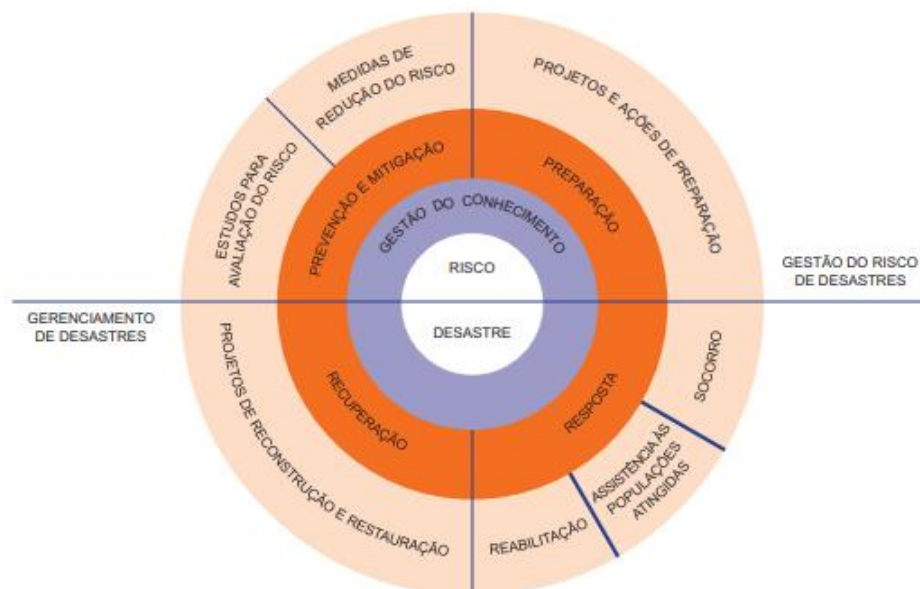 MEDIDAS DE
REDUÇÃO DO RISCO
PROJETOS E AÇÕES DE PREPARAÇÃO
ESTUDOS PARA
AVALIAÇÃO DO RISCO
PREVENÇÃO E MITIGAÇÃO
PREPARAÇÃO
GESTÃO DO CONHECIMENTO
RISCO
GESTÃO DO RISCO
DE DESASTRES
GERENCIAMENTO
DE DESASTRES
DESASTRE
PROJETOS DE RECONSTRUÇÃO E RESTAURAÇÃO
RECUPERAÇÃO
RESPOSTA
SOCORRO
ASSISTÊNCIA ÀS
POPULAÇÕES
ATINGIDAS
REABILITAÇÃO